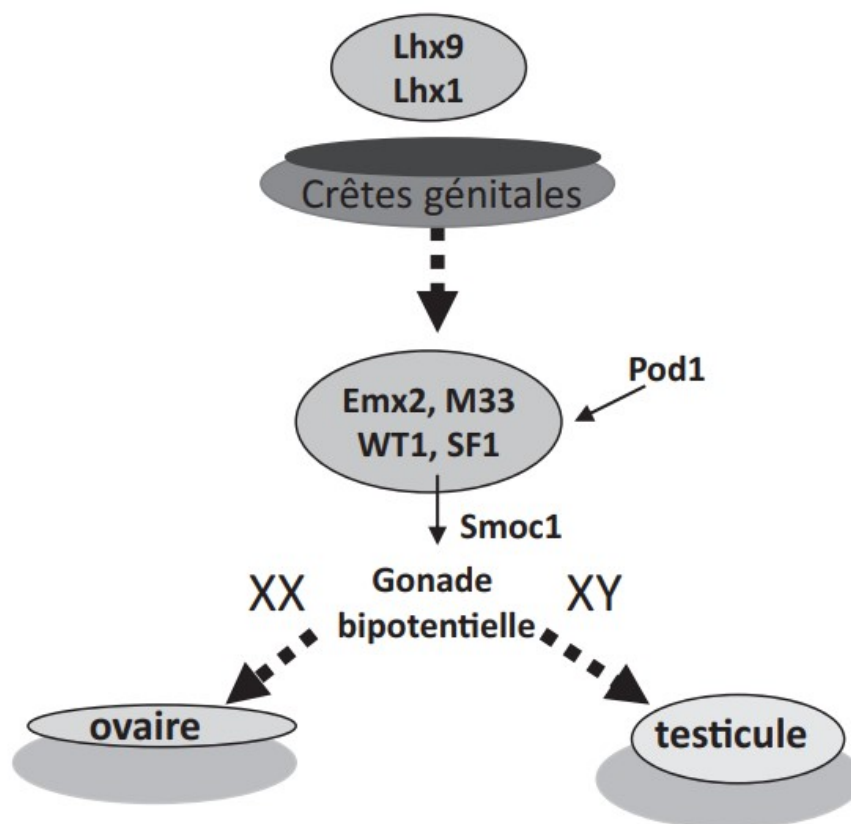 Lhx9
Lhx1
Crêtes génitales
Pod1
Emx2, M33
WT1, SF1
Smoc1
XX
Gonade
bipotentielle
XY
ovaire
testicule